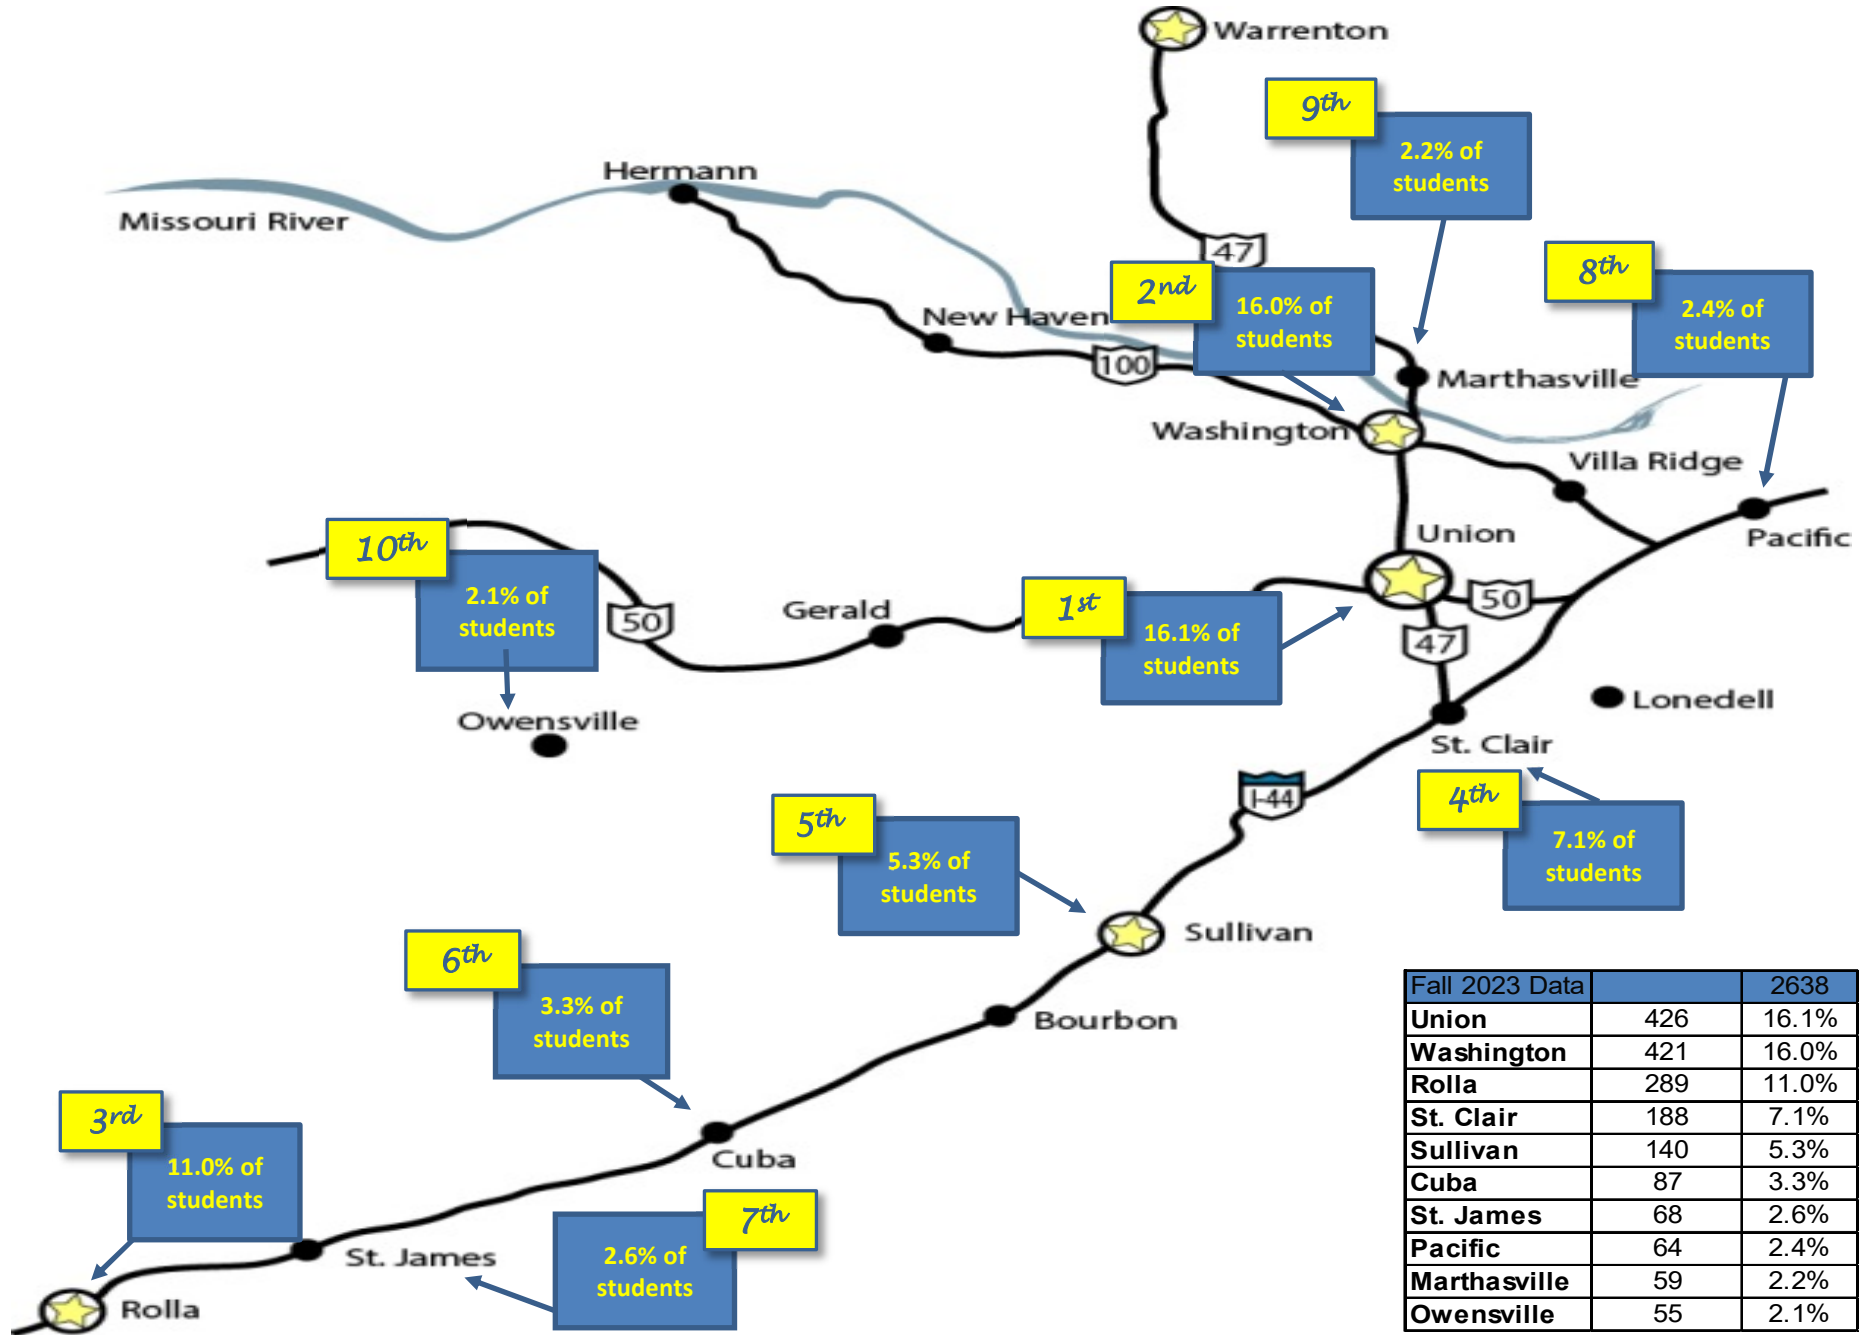 Warrenton
9th
2.2% of
students
Hermann
Missouri River
47
8th
2.4% of
students
2nd
16.0% of
students
New Haven
100
Marthasville
Washington
Villa Ridge
Pacific
Union
10th
2.1% of
students
50
Gerald
1st
16.1% of
students
50
47
Owensville
Lonedell
St. Clair
I-44
4th
7.1% of
students
5th
5.3% of
students
Sullivan
6th
3.3% of
students
Bourbon
3rd
11.0% of
students
Cuba
7th
2.6% of
students
St. James
Rolla
Fall 2023 Data 2638
Union 426 16.1%
Washington 421 16.0%
Rolla 289 11.0%
St. Clair 188 7.1%
Sullivan 140 5.3%
Cuba 87 3.3%
St. James 68 2.6%
Pacific 64 2.4%
Marthasville 59 2.2%
Owensville 55 2.1%